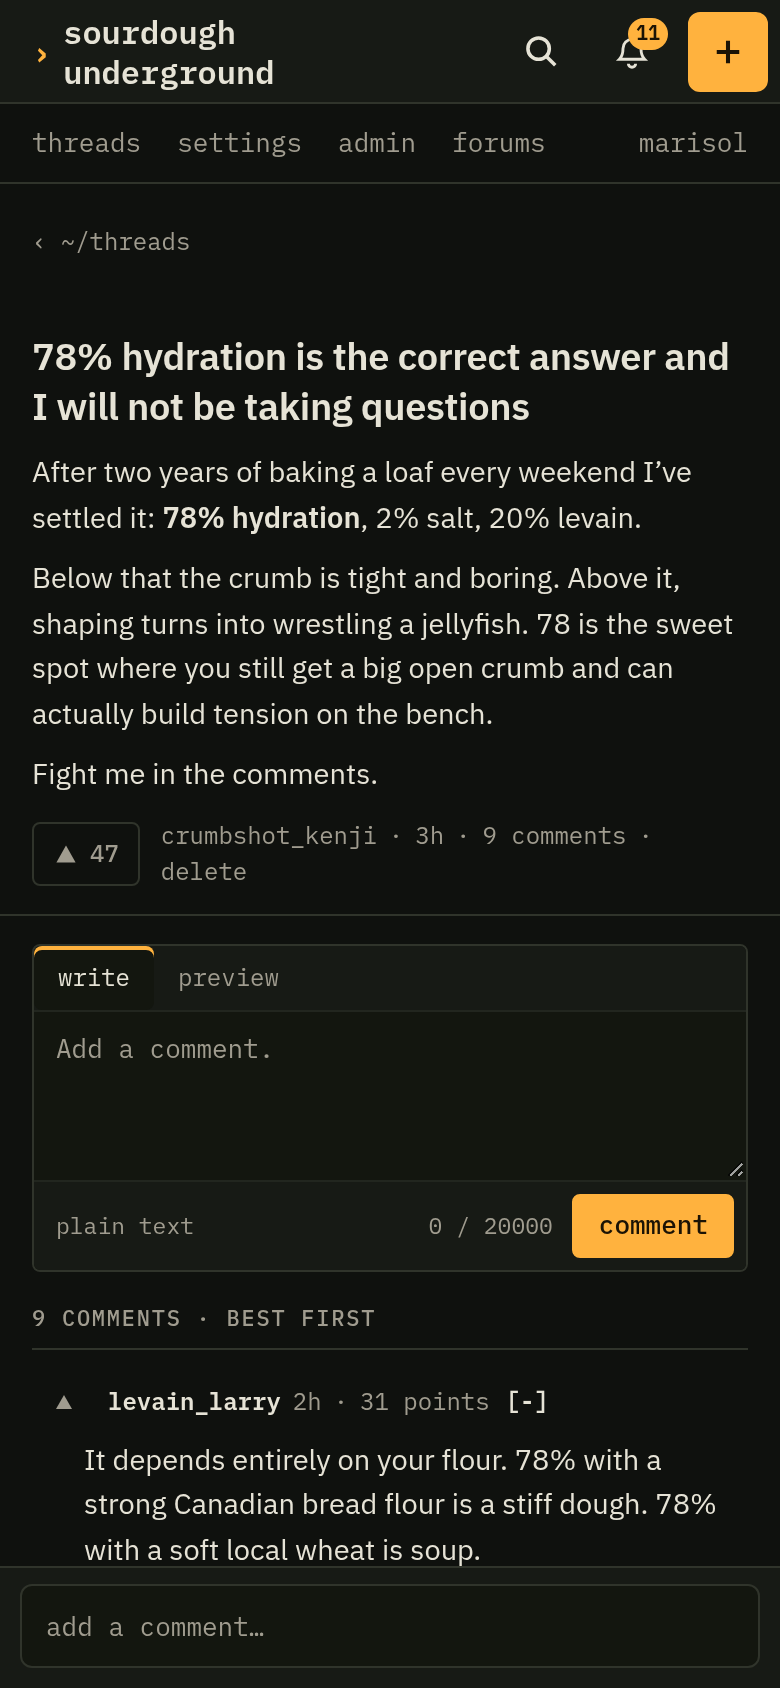 › sourdough
underground
11
+
threads settings admin forums marisol
‹ ~/threads
78% hydration is the correct answer and
I will not be taking questions
After two years of baking a loaf every weekend I’ve
settled it: 78% hydration, 2% salt, 20% levain.
Below that the crumb is tight and boring. Above it,
shaping turns into wrestling a jellyfish. 78 is the sweet
spot where you still get a big open crumb and can
actually build tension on the bench.
Fight me in the comments.
▲ 47 crumbshot_kenji · 3h · 9 comments ·
delete
write preview
Add a comment.
plain text 0 / 20000 comment
9 COMMENTS · BEST FIRST
▲ levain_larry 2h · 31 points [-]
It depends entirely on your flour. 78% with a
strong Canadian bread flour is a stiff dough. 78%
with a soft local wheat is soup.
add a comment…